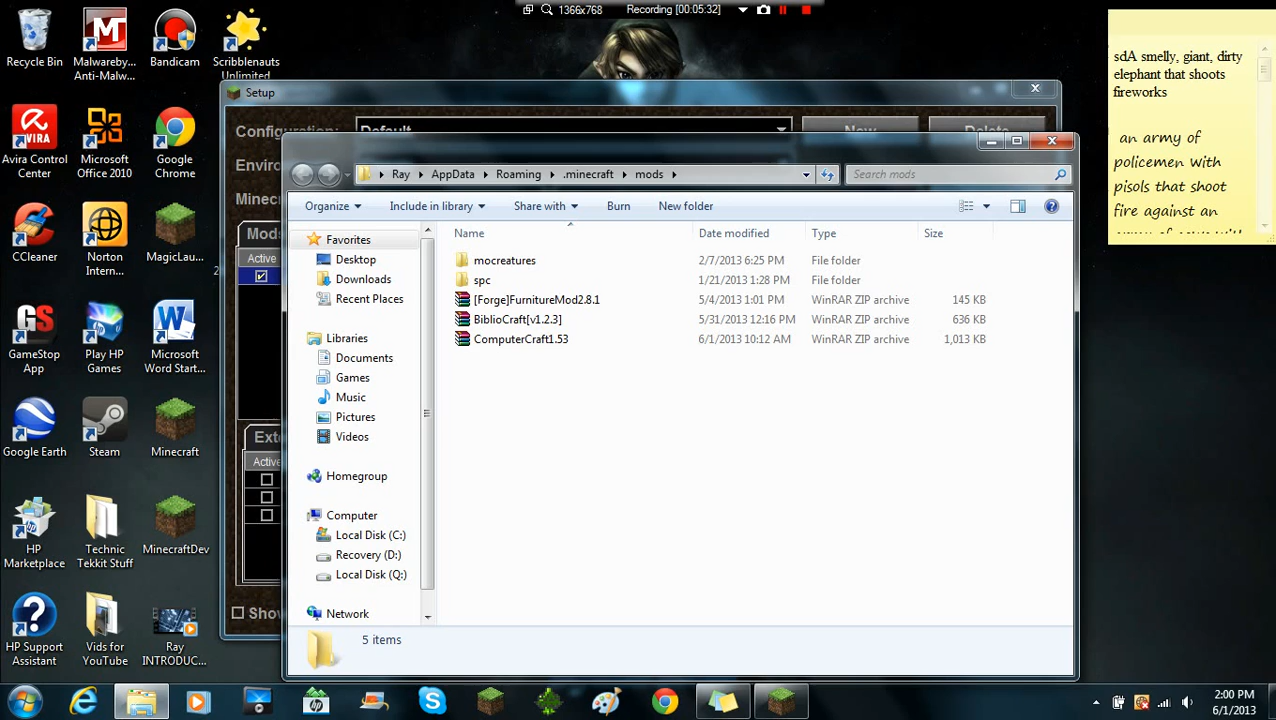 1366x768
Recording [00:05:32]
Recycle Bin
Malwareby...
Anti-Malw...
Bandicam
Scribblenauts
Unlimited
Avira Control
Center
Microsoft
Office 2010
Google
Chrome
CCleaner
Norton
Intern...
MagicLau...
GameStop
App
Play HP
Games
Microsoft
Word Start...
Google Earth
Steam
Minecraft
HP
Marketplace
Technic
Tekkit Stuff
MinecraftDev
HP Support
Assistant
Vids for
YouTube
Ray
INTRODUC...
sdA smelly, giant, dirty
elephant that shoots
fireworks
an army of
policemen with
pisols that shoot
fire against an
Setup
Configuration:
Default
New
Delete
Enviro
Minec
Mods
Active
Exte
Active
Show
Ray
AppData
Roaming
.minecraft
mods
Search mods
Organize
Include in library
Share with
Burn
New folder
Favorites
Desktop
Downloads
Recent Places
Libraries
Documents
Games
Music
Pictures
Videos
Homegroup
Computer
Local Disk (C:)
Recovery (D:)
Local Disk (Q:)
Network
Name Date modified Type Size
mocreatures 2/7/2013 6:25 PM File folder
spc 1/21/2013 1:28 PM File folder
[Forge]FurnitureMod2.8.1 5/4/2013 1:01 PM WinRAR ZIP archive 145 KB
BiblioCraft[v1.2.3] 5/31/2013 12:16 PM WinRAR ZIP archive 636 KB
ComputerCraft1.53 6/1/2013 10:12 AM WinRAR ZIP archive 1,013 KB
5 items
2:00 PM
6/1/2013